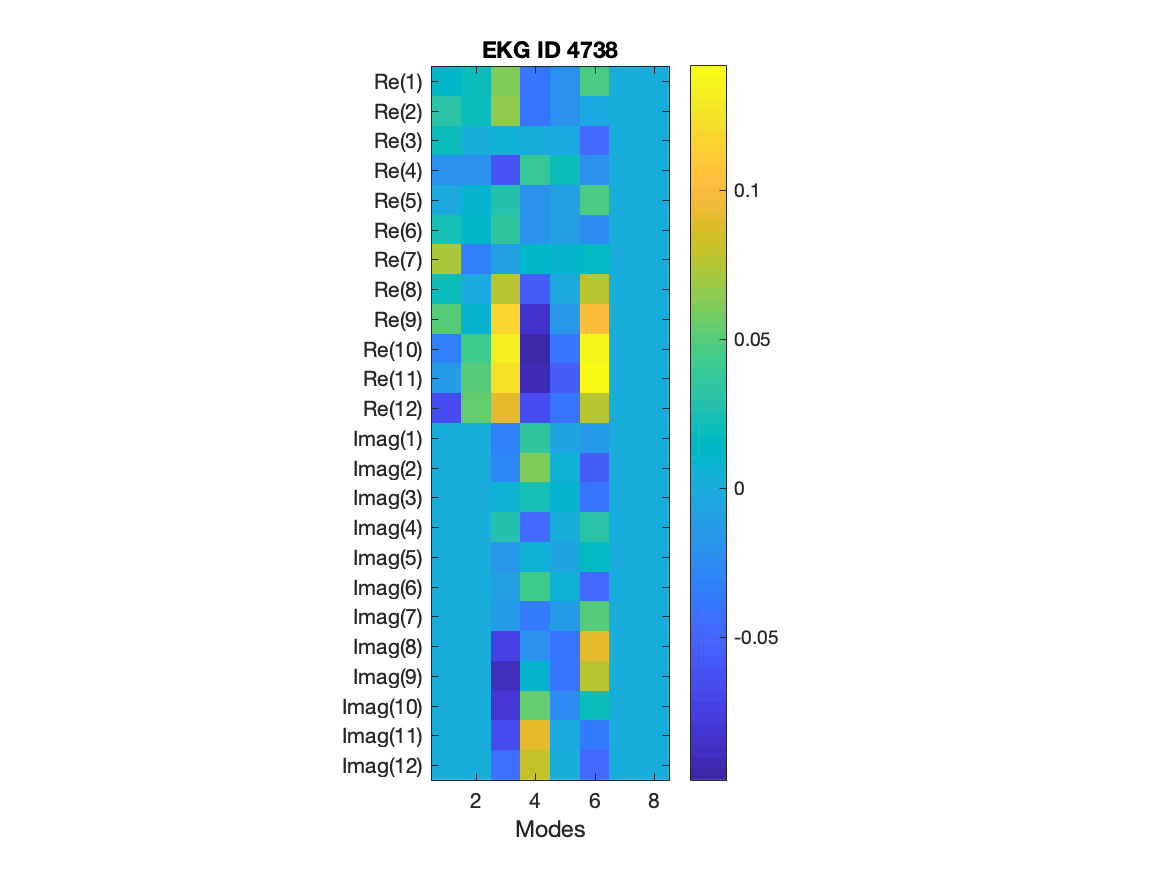 EKG ID 4738
Re(1)
Re(2)
Re(3)
Re(4)
Re(5)
Re(6)
Re(7)
Re(8)
Re(9)
Re(10)
Re(11)
Re(12)
Imag(1)
Imag(2)
Imag(3)
Imag(4)
Imag(5)
Imag(6)
Imag(7)
Imag(8)
Imag(9)
Imag(10)
Imag(11)
Imag(12)
2 4 6 8
Modes
0.1
0.05
0
-0.05